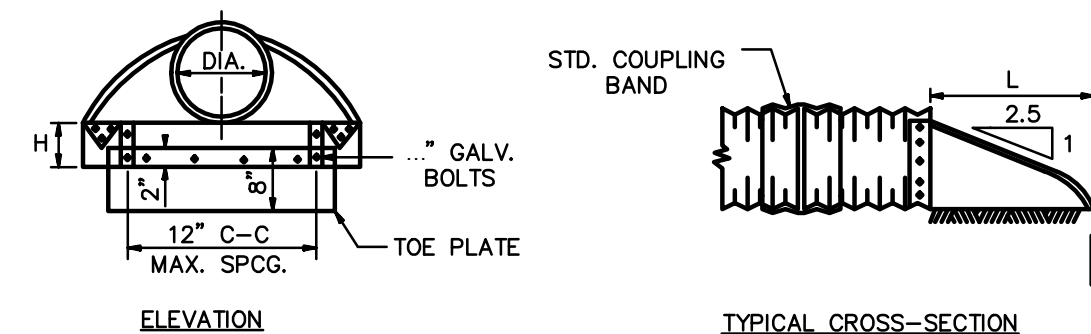 DIA.
H
2"
8"
…" GALV.
BOLTS
12" C-C
MAX. SPCG.
TOE PLATE
ELEVATION
STD. COUPLING
BAND
L
2.5
1
TYPICAL CROSS-SECTION